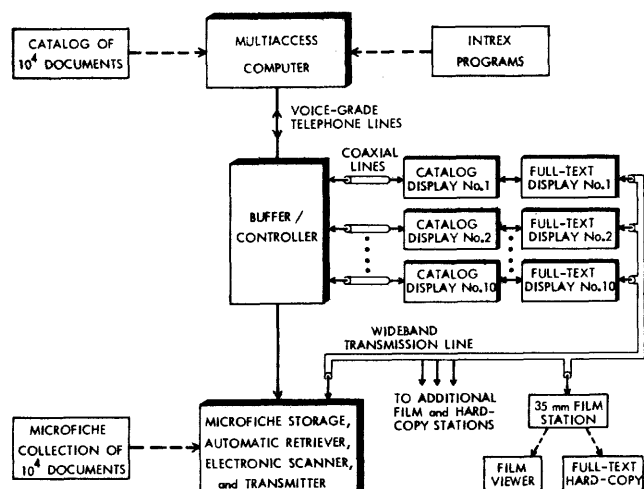 CATALOG OF
10⁴ DOCUMENTS
MULTIACCESS
COMPUTER
INTREX
PROGRAMS
VOICE-GRADE
TELEPHONE LINES
COAXIAL
LINES
BUFFER/
CONTROLLER
CATALOG
DISPLAY No.1
FULL-TEXT
DISPLAY No.1
CATALOG
DISPLAY No.2
FULL-TEXT
DISPLAY No.2
CATALOG
DISPLAY No.10
FULL-TEXT
DISPLAY No.10
WIDEBAND
TRANSMISSION LINE
TO ADDITIONAL
FILM and HARD-
COPY STATIONS
35 mm FILM
STATION
MICROFICHE
COLLECTION OF
10⁴ DOCUMENTS
MICROFICHE STORAGE,
AUTOMATIC RETRIEVER,
ELECTRONIC SCANNER,
and TRANSMITTER
FILM
VIEWER
FULL-TEXT
HARD-COPY